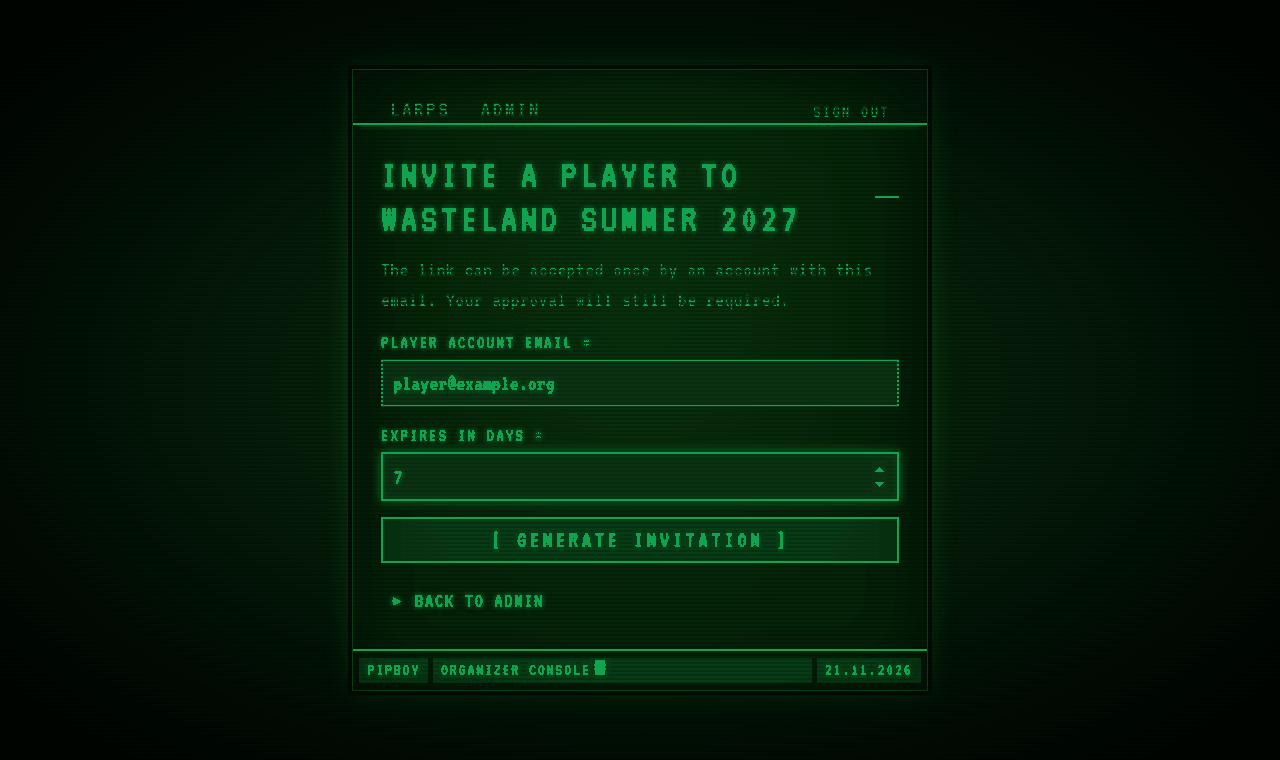 LARPS ADMIN SIGN OUT
INVITE A PLAYER TO
WASTELAND SUMMER 2027
The link can be accepted once by an account with this
email. Your approval will still be required.
PLAYER ACCOUNT EMAIL *
player@example.org
EXPIRES IN DAYS *
7
[ GENERATE INVITATION ]
► BACK TO ADMIN
PIPBOY ORGANIZER CONSOLE 21.11.2026